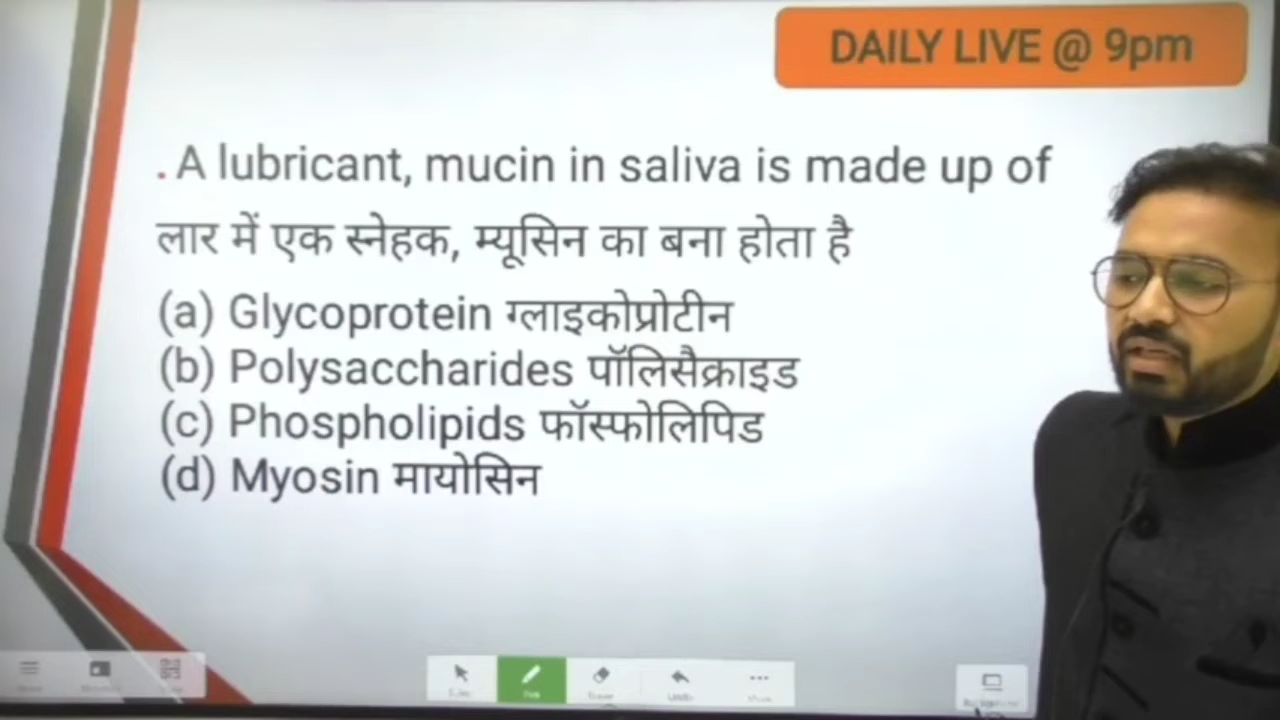 DAILY LIVE @ 9pm
. A lubricant, mucin in saliva is made up of
लार में एक स्नेहक, म्यूसिन का बना होता है
(a) Glycoprotein ग्लाइकोप्रोटीन
(b) Polysaccharides पॉलिसैक्राइड
(c) Phospholipids फॉस्फोलिपिड
(d) Myosin मायोसिन